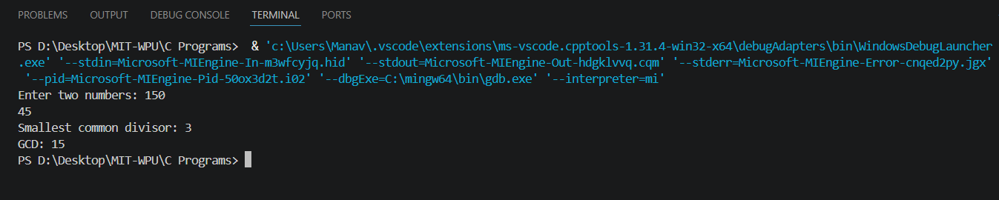 PROBLEMS OUTPUT DEBUG CONSOLE TERMINAL PORTS
PS D:\Desktop\MIT-WPU\C Programs>  & 'c:\Users\Manav\.vscode\extensions\ms-vscode.cpptools-1.31.4-win32-x64\debugAdapters\bin\WindowsDebugLauncher
.exe' '--stdin=Microsoft-MIEngine-In-m3wfcyjq.hid' '--stdout=Microsoft-MIEngine-Out-hdgklvvq.cqm' '--stderr=Microsoft-MIEngine-Error-cnqed2py.jgx'
'--pid=Microsoft-MIEngine-Pid-50ox3d2t.i02' '--dbgExe=C:\mingw64\bin\gdb.exe' '--interpreter=mi'
Enter two numbers: 150
45
Smallest common divisor: 3
GCD: 15
PS D:\Desktop\MIT-WPU\C Programs>